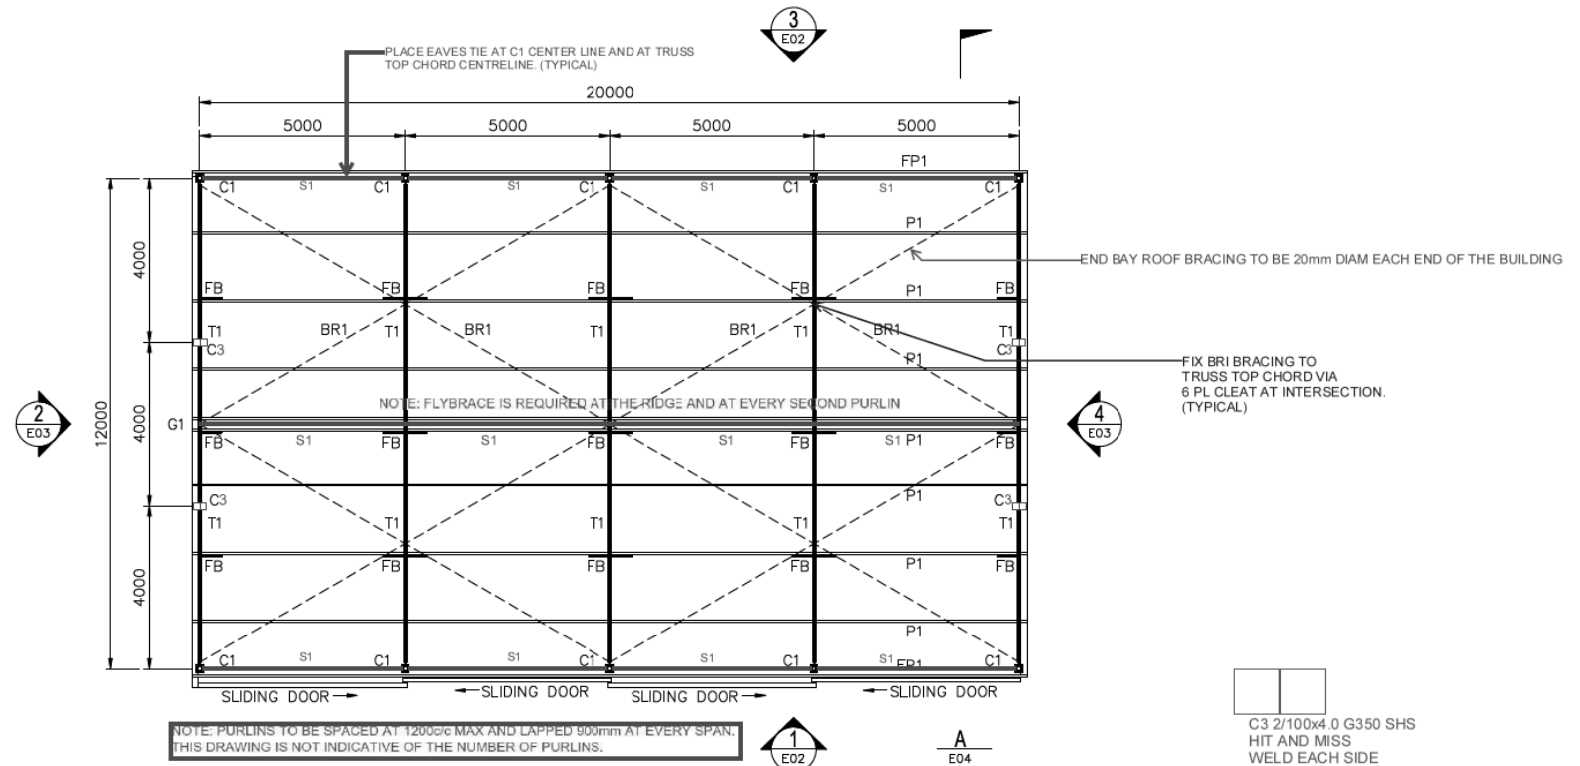 3
E02
PLACE EAVES TIE AT C1 CENTER LINE AND AT TRUSS
TOP CHORD CENTRELINE. (TYPICAL)
20000
5000 5000 5000 5000
FP1
C1 S1 C1 S1 C1 S1 C1 S1 C1
P1
4000
END BAY ROOF BRACING TO BE 20mm DIAM EACH END OF THE BUILDING
FB FB FB FB P1 FB
T1 BR1 T1 BR1 T1 BR1 T1 BR1 T1
C3 C3
P1
FIX BRI BRACING TO
TRUSS TOP CHORD VIA
6 PL CLEAT AT INTERSECTION.
(TYPICAL)
NOTE: FLYBRACE IS REQUIRED AT THE RIDGE AND AT EVERY SECOND PURLIN
2
E03
12000
4000
G1
4
E03
FB S1 FB S1 FB S1 FB S1 P1 FB
C3 P1 C3
T1 T1 T1 T1 T1
FB FB FB FB P1 FB
4000
P1
C1 S1 C1 S1 C1 S1 C1 S1 FP1 C1
SLIDING DOOR SLIDING DOOR SLIDING DOOR SLIDING DOOR
NOTE: PURLINS TO BE SPACED AT 1200c/c MAX AND LAPPED 900mm AT EVERY SPAN.
THIS DRAWING IS NOT INDICATIVE OF THE NUMBER OF PURLINS.
1
E02
A
E04
C3 2/100x4.0 G350 SHS
HIT AND MISS
WELD EACH SIDE